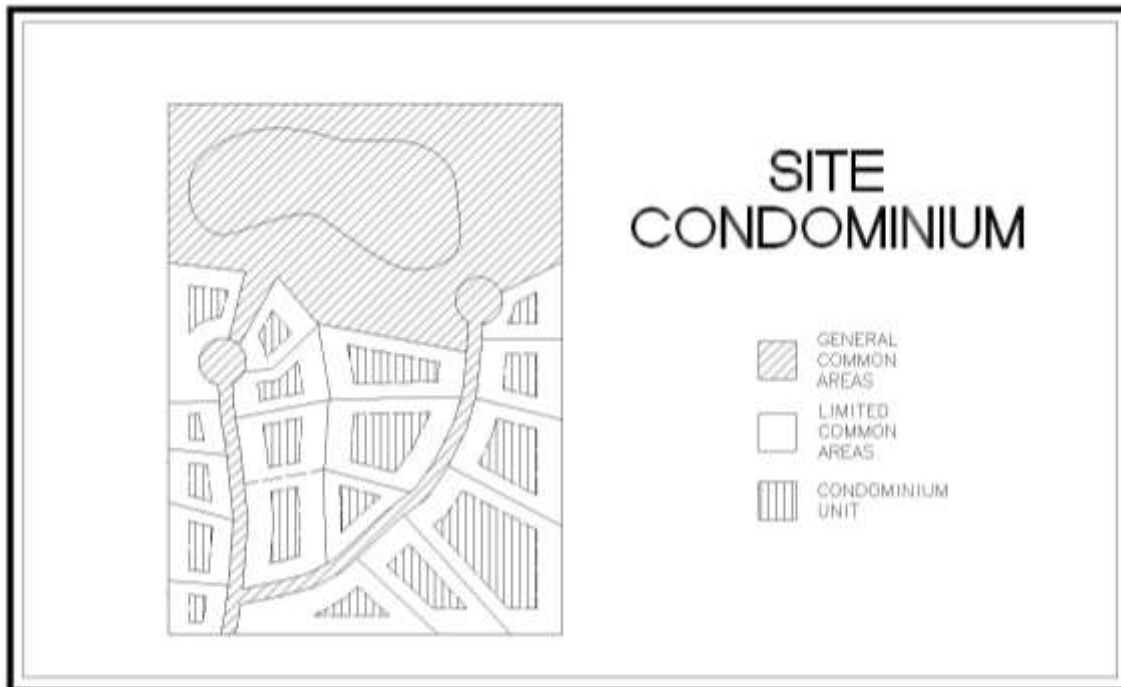 SITE
CONDOMINIUM
GENERAL
COMMON
AREAS
LIMITED
COMMON
AREAS
CONDOMINIUM
UNIT